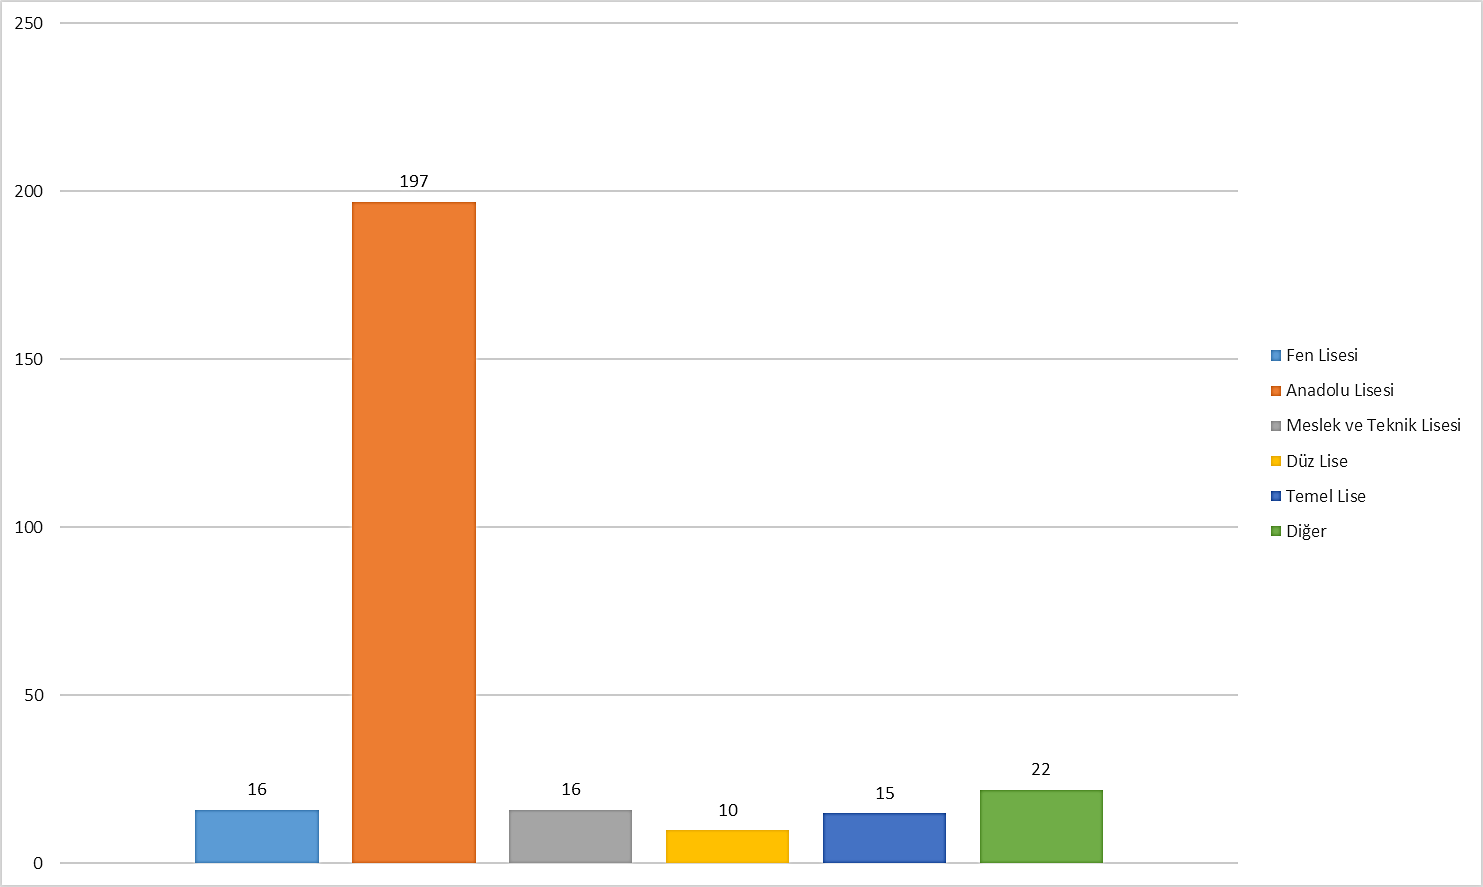 250
200
150
100
50
0
16
197
16
10
15
22
Fen Lisesi
Anadolu Lisesi
Meslek ve Teknik Lisesi
Düz Lise
Temel Lise
Diğer